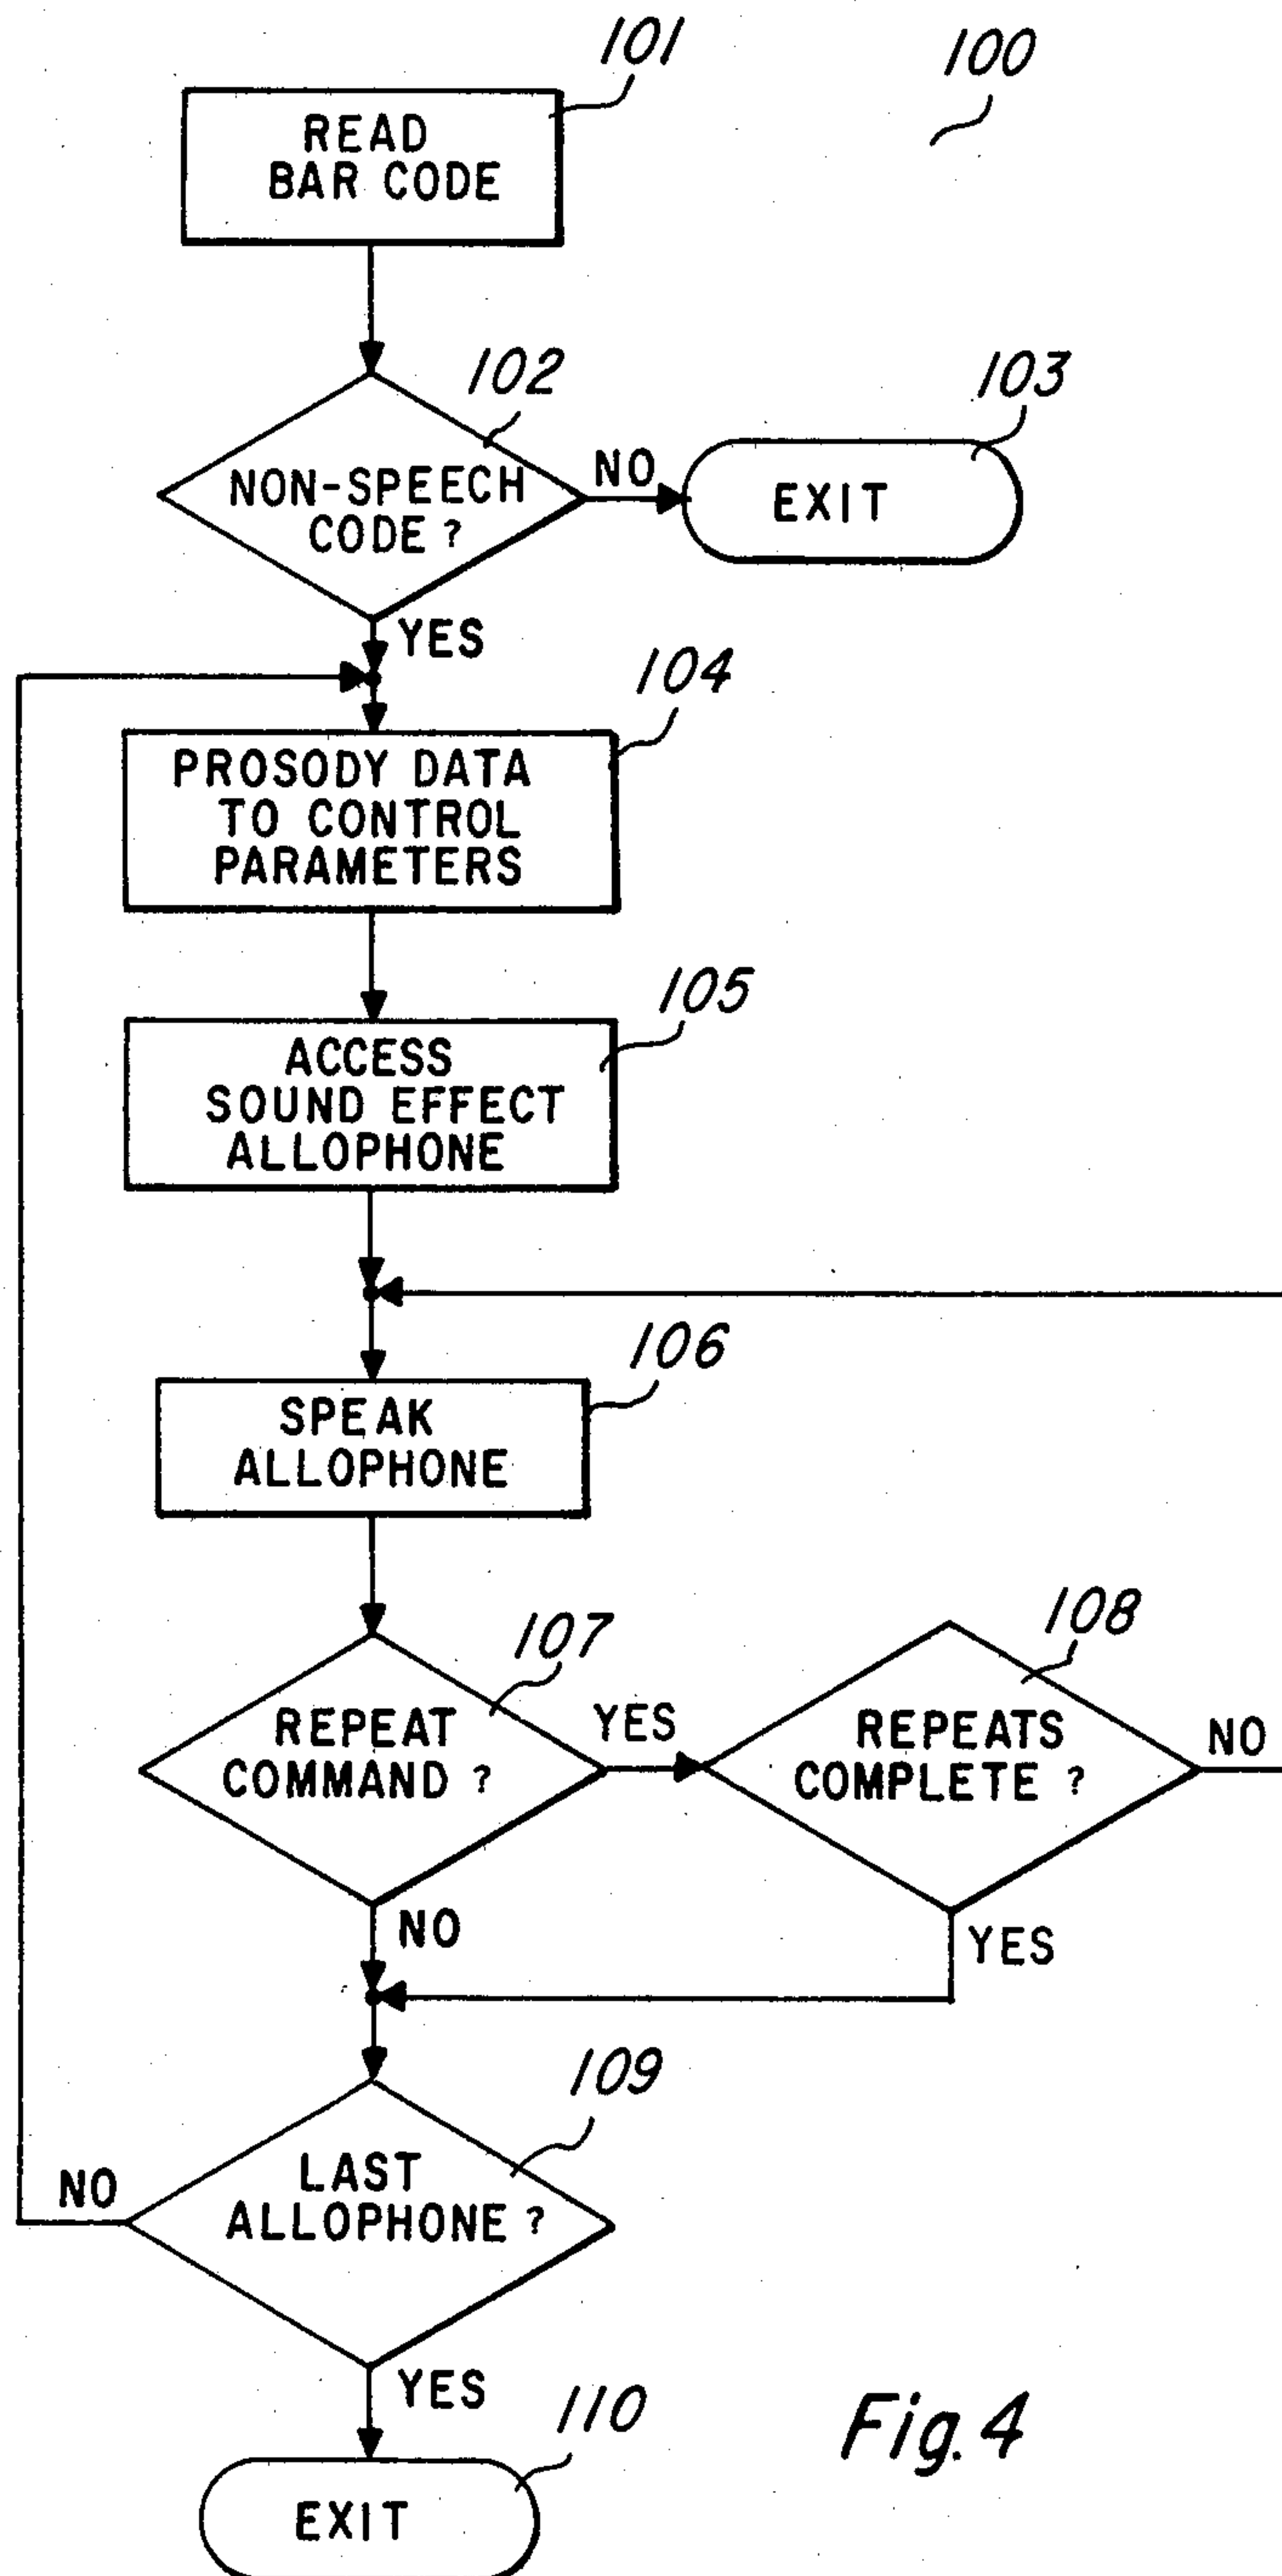 101
100
READ
BAR CODE
102
103
NON-SPEECH
CODE ?
NO
EXIT
YES
104
PROSODY DATA
TO CONTROL
PARAMETERS
105
ACCESS
SOUND EFFECT
ALLOPHONE
106
SPEAK
ALLOPHONE
107
108
REPEAT
COMMAND ?
YES
REPEATS
COMPLETE ?
NO
NO
YES
109
LAST
ALLOPHONE ?
NO
YES
110
EXIT
Fig. 4